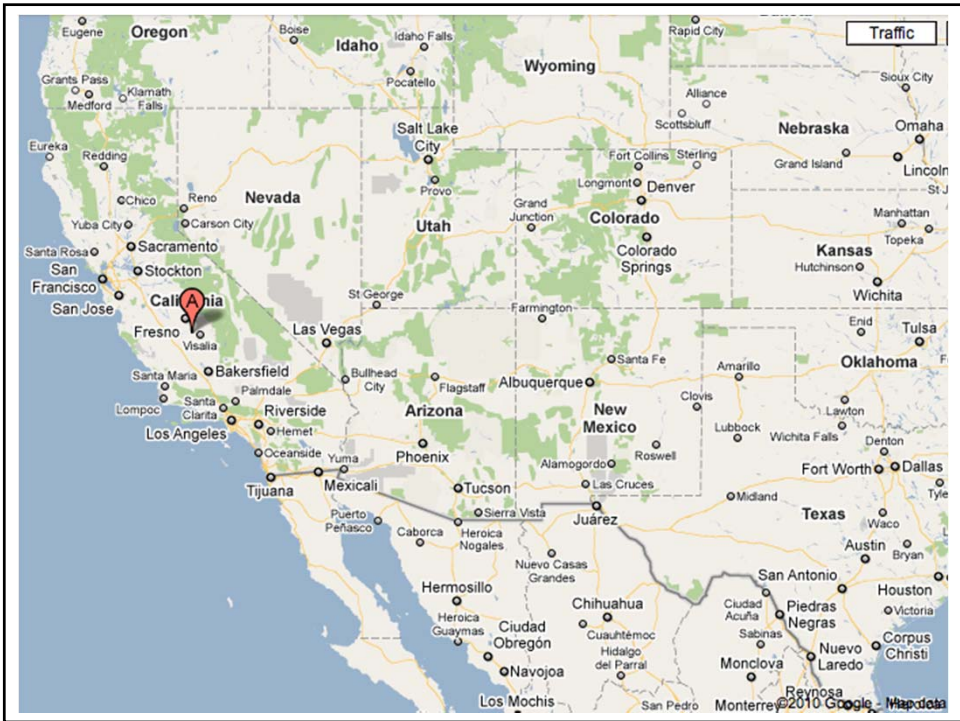 Eugene
Oregon
Boise
Idaho
Idaho Falls
Rapid City
Traffic
Wyoming
Pocatello
Grants Pass
Medford
Klamath
Falls
Sioux City
Alliance
Scottsbluff
Nebraska
Omaha
Eureka
Redding
Salt Lake
City
Provo
Fort Collins
Sterling
Grand Island
Lincoln
St J
Longmont
Denver
Chico
Reno
Nevada
Yuba City
Carson City
Utah
Grand
Junction
Colorado
Manhattan
Topeka
Sacramento
Santa Rosa
Colorado
Springs
Kansas
Hutchinson
San
Francisco
Stockton
Wichita
San Jose
A
St George
Farmington
Fresno
Visalia
Las Vegas
Enid
Tulsa
Santa Fe
Oklahoma
Santa Maria
Bakersfield
Bullhead
City
Flagstaff
Albuquerque
Amarillo
Palmdale
Lompoc
Santa
Clarita
Riverside
Arizona
New
Mexico
Clovis
Lawton
Los Angeles
Hemet
Lubbock
Wichita Falls
Denton
Oceanside
Yuma
Phoenix
Roswell
Alamogordo
Fort Worth
Dallas
Tijuana
Mexicali
Tucson
Las Cruces
Midland
Tyle
Puerto
Peñasco
Sierra Vista
Juárez
Texas
Waco
Caborca
Heroica
Nogales
Bryan
Austin
Nuevo Casas
Grandes
San Antonio
Houston
Hermosillo
Chihuahua
Ciudad
Acuña
Piedras
Negras
Victoria
Heroica
Guaymas
Ciudad
Obregón
Cuauhtémoc
Hidalgo
del Parral
Sabinas
Nuevo
Laredo
Corpus
Christi
Navojoa
Monclova
Los Mochis
San Pedro
Monterrey
Reynosa
©2010 Google - Map data